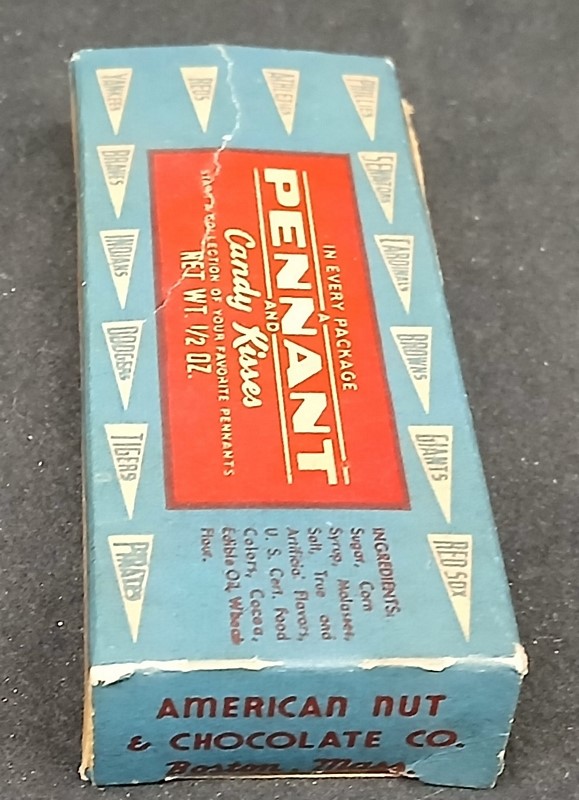 YANKEES
REDS
ATHLETICS
PHILLIES
BRAVES
SENATORS
INDIANS
CARDINALS
DODGERS
BROWNS
TIGERS
GIANTS
PIRATES
RED SOX
IN EVERY PACKAGE
A
PENNANT
AND
Candy Kisses
COLLECTION OF YOUR FAVORITE PENNANTS
NET WT. 1/2 OZ.
INGREDIENTS:
Sugar, Corn
Syrup, Molasses,
Salt, True and
Artificial Flavors,
U. S. Cert. Food
Colors, Cocoa,
Edible Oil, Wheat
Flour.
AMERICAN NUT
& CHOCOLATE CO.
Boston, Mass.